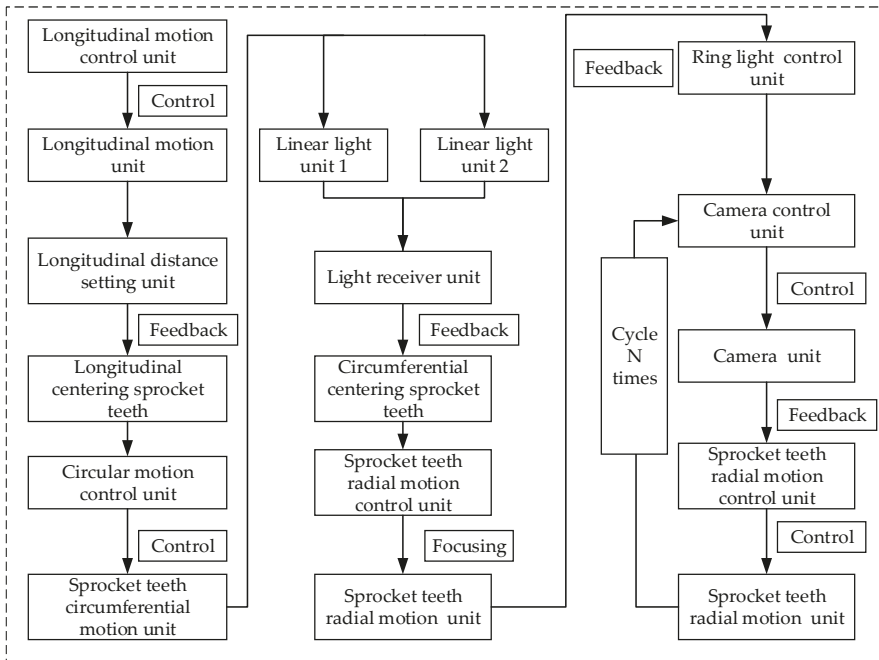 Longitudinal motion
control unit
Control
Longitudinal motion
unit
Longitudinal distance
setting unit
Feedback
Longitudinal
centering sprocket
teeth
Circular motion
control unit
Control
Sprocket teeth
circumferential
motion unit
Linear light
unit 1
Linear light
unit 2
Light receiver unit
Feedback
Circumferential
centering sprocket
teeth
Sprocket teeth
radial motion
control unit
Focusing
Sprocket teeth
radial motion unit
Feedback
Ring light control
unit
Camera control
unit
Control
Cycle
N
times
Camera unit
Feedback
Sprocket teeth
radial motion
control unit
Control
Sprocket teeth
radial motion unit